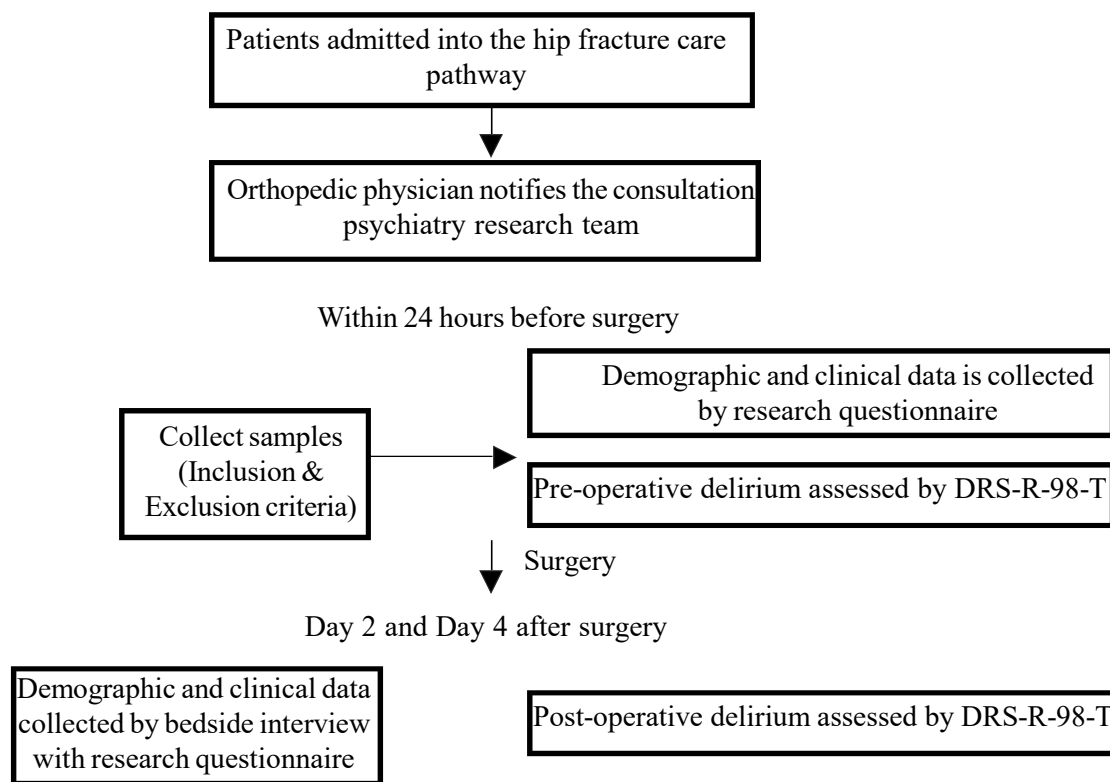 Patients admitted into the hip fracture care
pathway
Orthopedic physician notifies the consultation
psychiatry research team
Within 24 hours before surgery
Demographic and clinical data is collected
by research questionnaire
Collect samples
(Inclusion &
Exclusion criteria)
Pre-operative delirium assessed by DRS-R-98-T
Surgery
Day 2 and Day 4 after surgery
Demographic and clinical data
collected by bedside interview
with research questionnaire
Post-operative delirium assessed by DRS-R-98-T